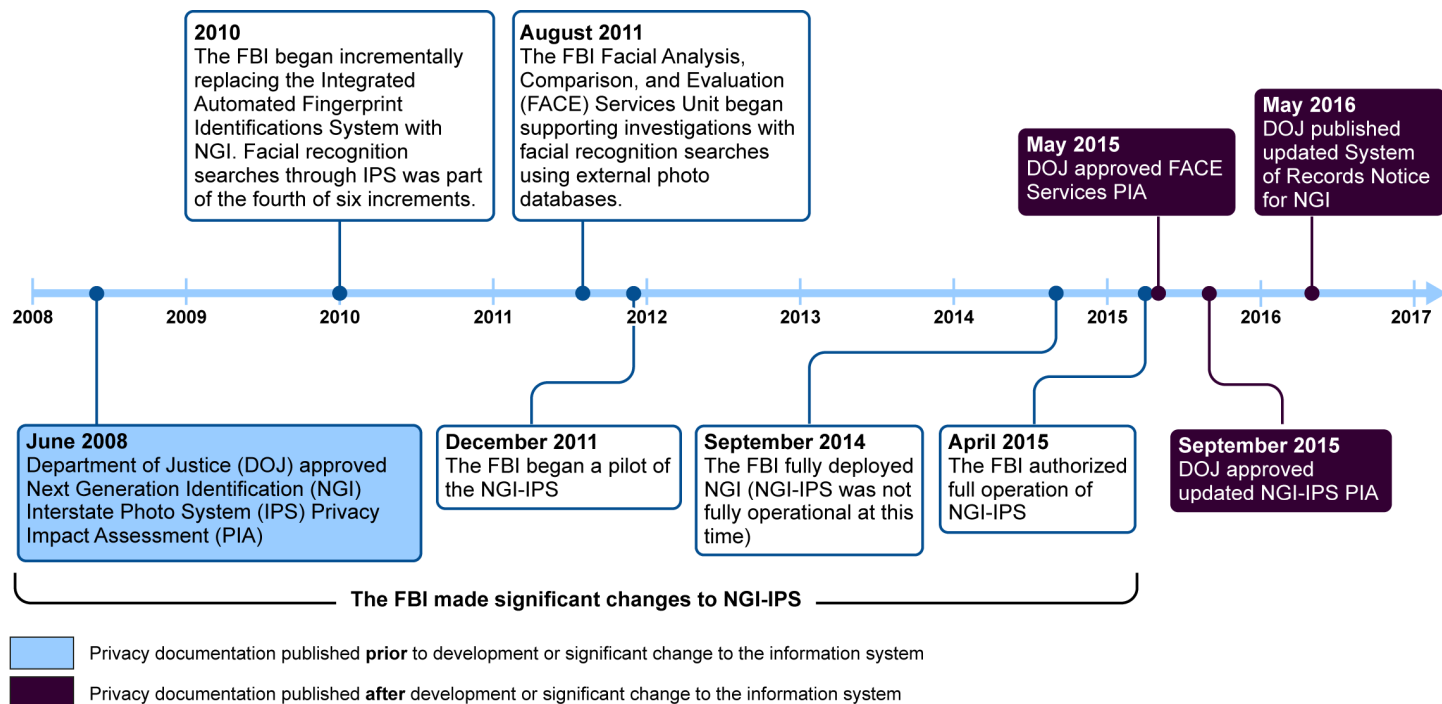 2010
The FBI began incrementally
replacing the Integrated
Automated Fingerprint
Identifications System with
NGI. Facial recognition
searches through IPS was part
of the fourth of six increments.
August 2011
The FBI Facial Analysis,
Comparison, and Evaluation
(FACE) Services Unit began
supporting investigations with
facial recognition searches
using external photo
databases.
May 2015
DOJ approved FACE
Services PIA
May 2016
DOJ published
updated System
of Records Notice
for NGI
2008
2009
2010
2011
2012
2013
2014
2015
2016
2017
June 2008
Department of Justice (DOJ) approved
Next Generation Identification (NGI)
Interstate Photo System (IPS) Privacy
Impact Assessment (PIA)
December 2011
The FBI began a pilot of
the NGI-IPS
September 2014
The FBI fully deployed
NGI (NGI-IPS was not
fully operational at this
time)
April 2015
The FBI authorized
full operation of
NGI-IPS
September 2015
DOJ approved
updated NGI-IPS PIA
The FBI made significant changes to NGI-IPS
Privacy documentation published prior to development or significant change to the information system
Privacy documentation published after development or significant change to the information system